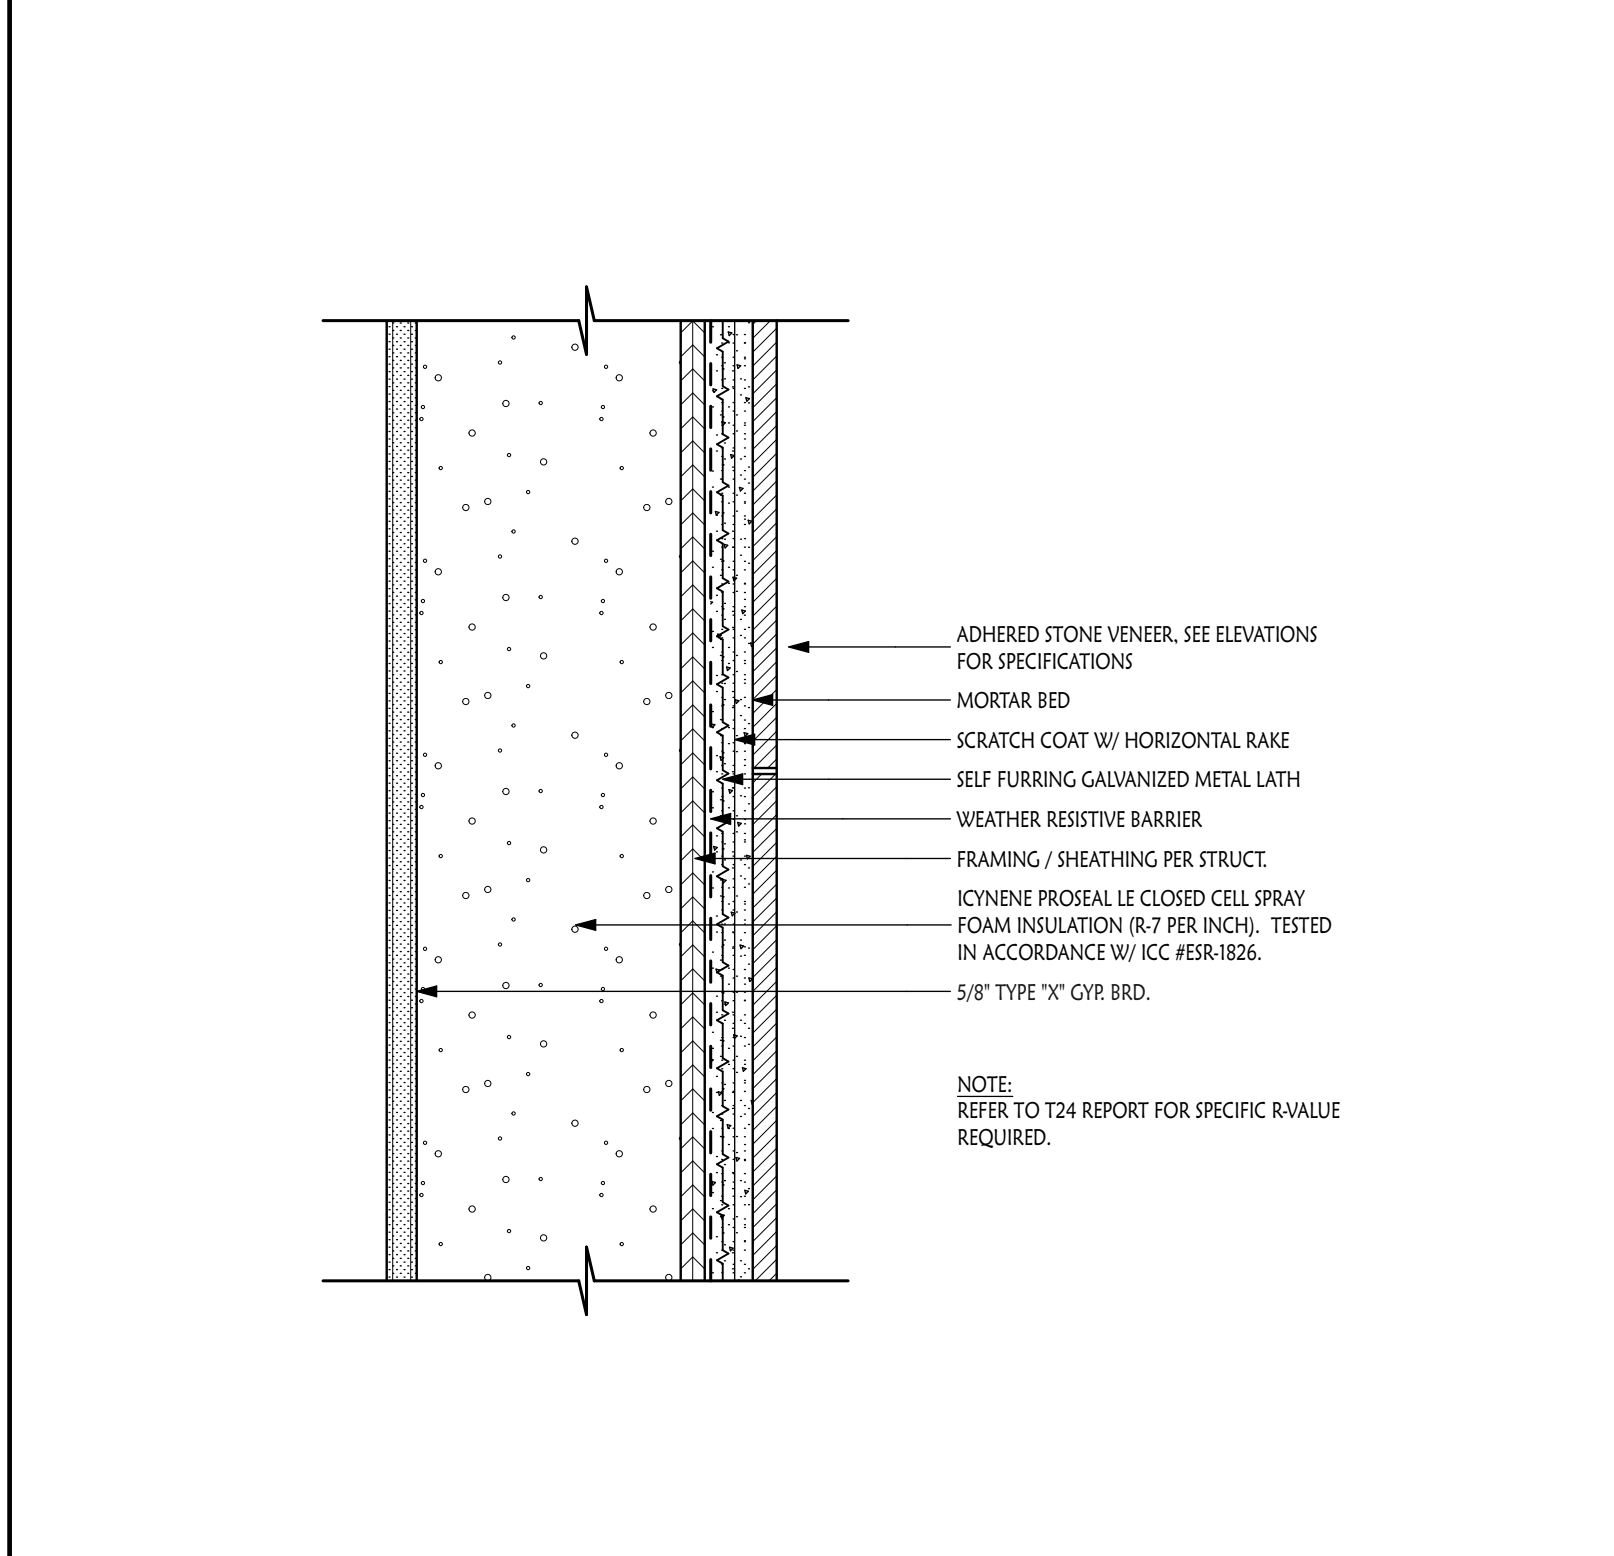 ADHERED STONE VENEER, SEE ELEVATIONS
FOR SPECIFICATIONS
MORTAR BED
SCRATCH COAT W/ HORIZONTAL RAKE
SELF FURRING GALVANIZED METAL LATH
WEATHER RESISTIVE BARRIER
FRAMING / SHEATHING PER STRUCT.
ICYNENE PROSEAL LE CLOSED CELL SPRAY
FOAM INSULATION (R-7 PER INCH).  TESTED
IN ACCORDANCE W/ ICC #ESR-1826.
5/8" TYPE "X" GYP. BRD.
NOTE:
REFER TO T24 REPORT FOR SPECIFIC R-VALUE
REQUIRED.